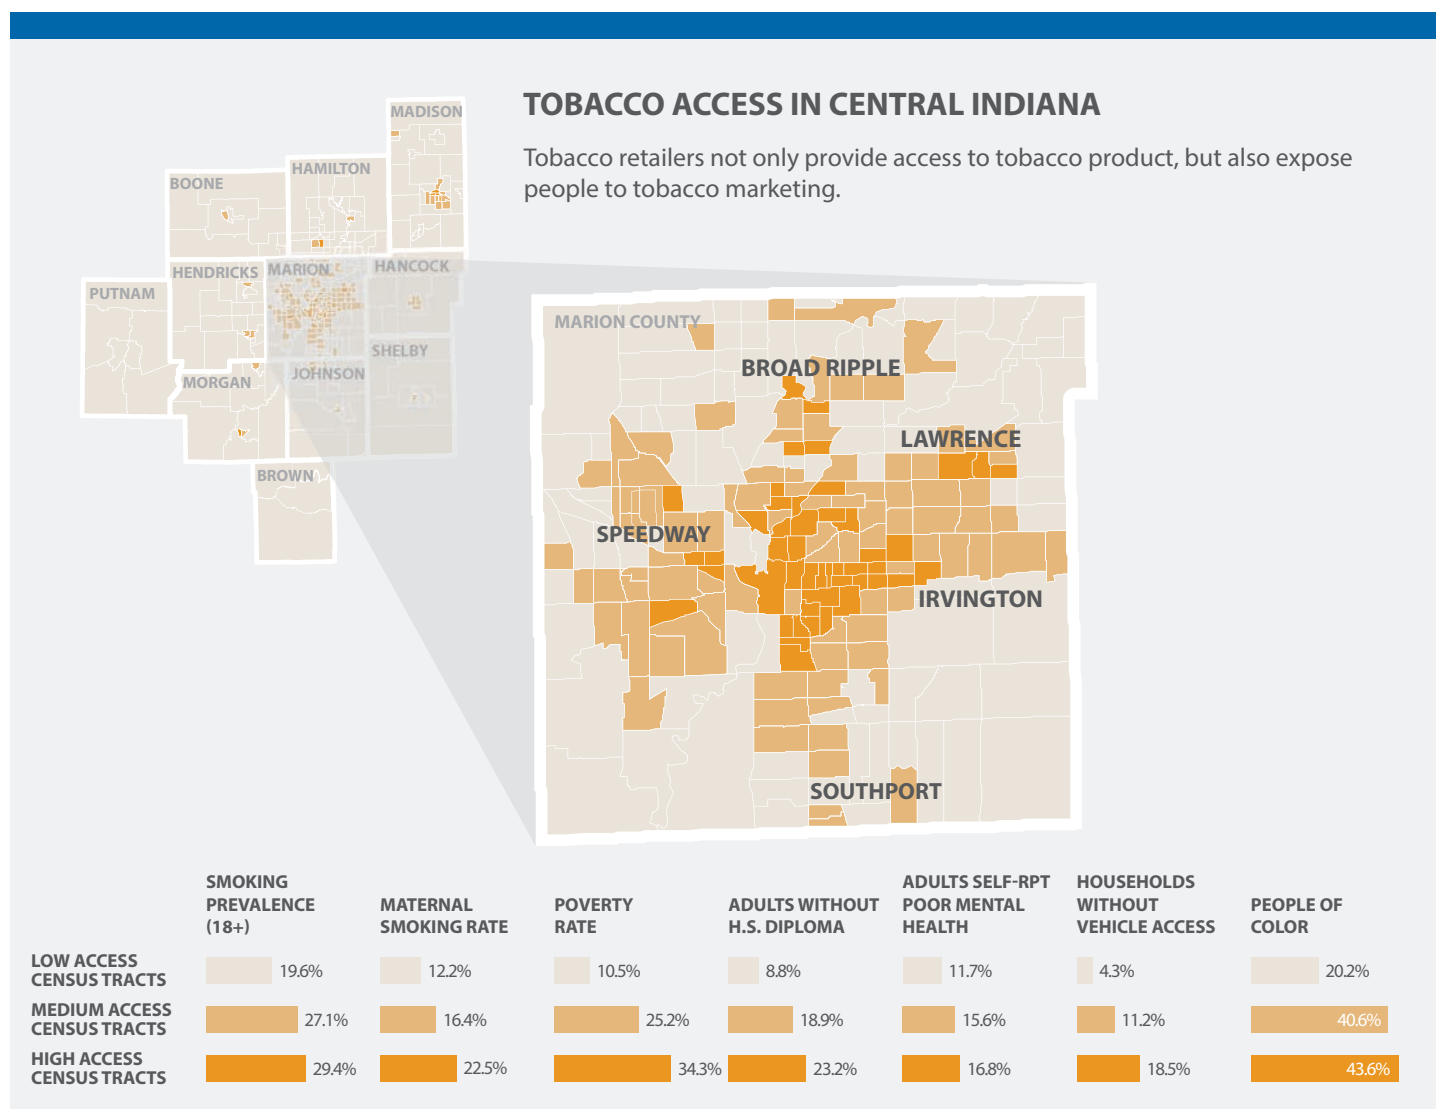 TOBACCO ACCESS IN CENTRAL INDIANA
Tobacco retailers not only provide access to tobacco product, but also expose
people to tobacco marketing.
MADISON
HAMILTON
BOONE
HENDRICKS
MARION
HANCOCK
PUTNAM
SHELBY
MORGAN
JOHNSON
BROWN
MARION COUNTY
BROAD RIPPLE
LAWRENCE
SPEEDWAY
IRVINGTON
SOUTHPORT
SMOKING
PREVALENCE
(18+)
MATERNAL
SMOKING RATE
POVERTY
RATE
ADULTS WITHOUT
H.S. DIPLOMA
ADULTS SELF-RPT
POOR MENTAL
HEALTH
HOUSEHOLDS
WITHOUT
VEHICLE ACCESS
PEOPLE OF
COLOR
LOW ACCESS
CENSUS TRACTS
19.6%
12.2%
10.5%
8.8%
11.7%
4.3%
20.2%
MEDIUM ACCESS
CENSUS TRACTS
27.1%
16.4%
25.2%
18.9%
15.6%
11.2%
40.6%
HIGH ACCESS
CENSUS TRACTS
29.4%
22.5%
34.3%
23.2%
16.8%
18.5%
43.6%